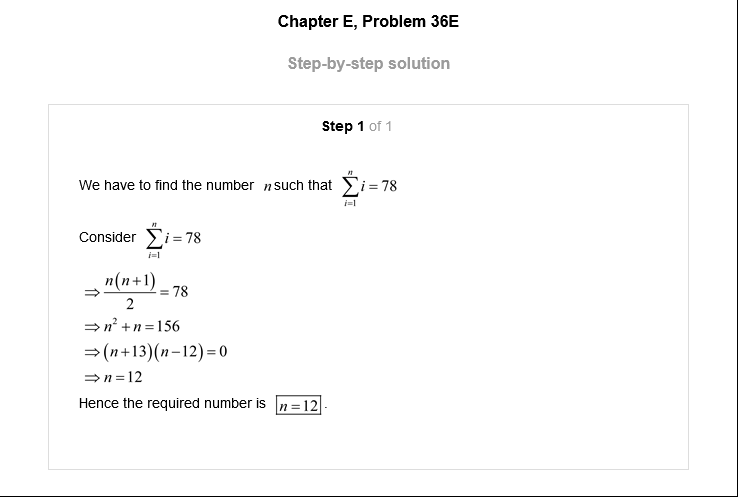 Chapter E, Problem 36E
Step-by-step solution
Step 1 of 1
We have to find the number n such that $\sum_{i=1}^{n} i = 78$
Consider $\sum_{i=1}^{n} i = 78$
$\Rightarrow \frac{n(n+1)}{2} = 78$
$\Rightarrow n^2 + n = 156$
$\Rightarrow (n+13)(n-12) = 0$
$\Rightarrow n = 12$
Hence the required number is $\boxed{n = 12}$.